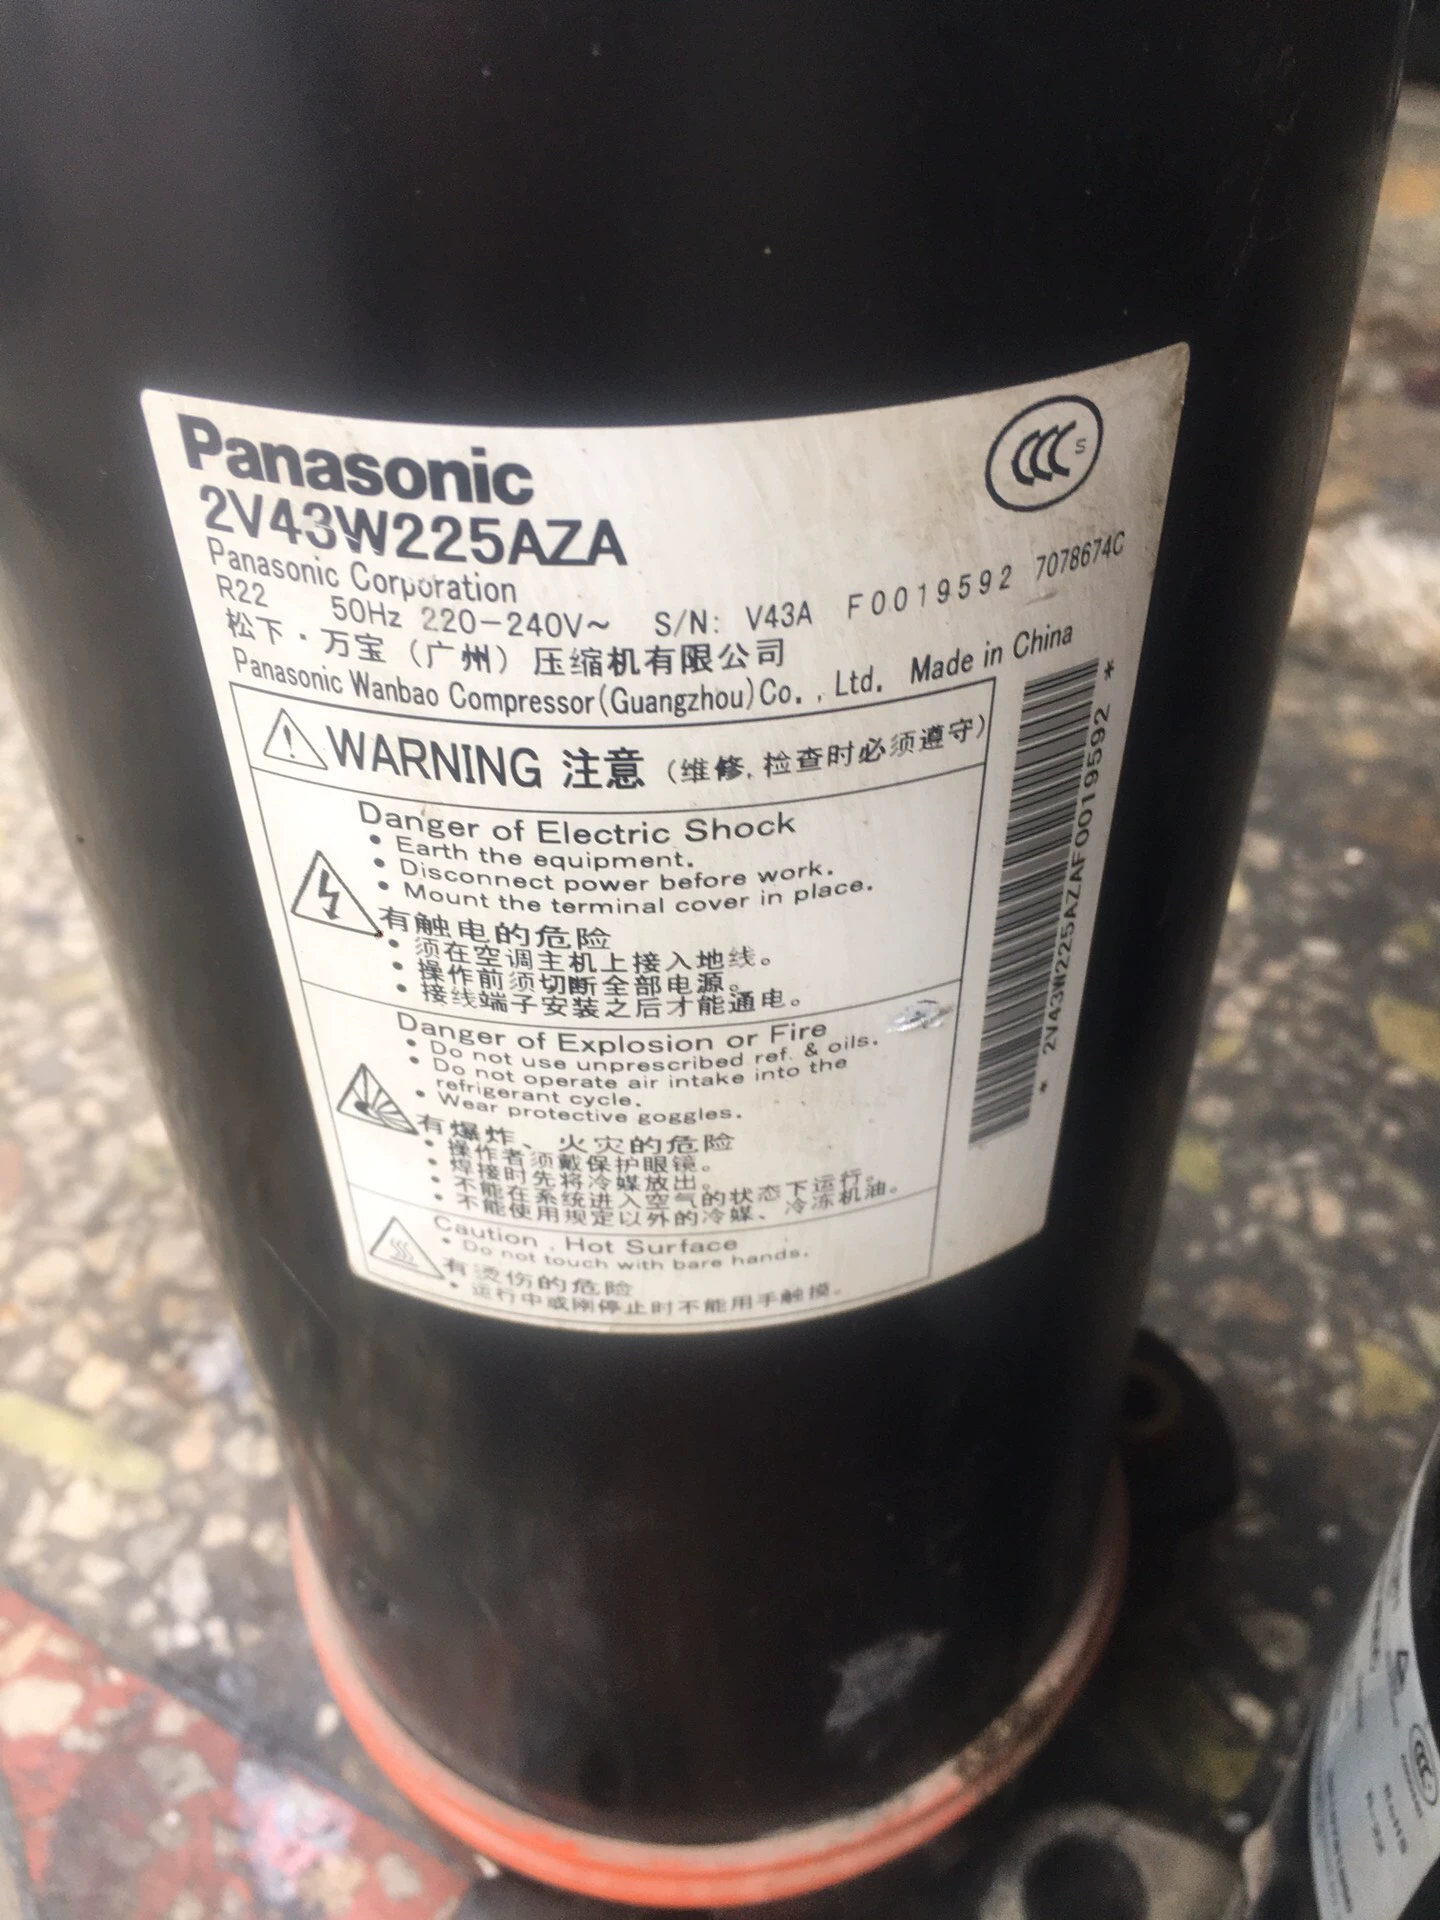 Panasonic
CCC S
2V43W225AZA
Panasonic Corporation
R22 50Hz 220-240V~ S/N: V43A F0019592 7078674C
松下·万宝（广州）压缩机有限公司
Panasonic Wanbao Compressor(Guangzhou)Co., Ltd. Made in China
WARNING 注意（维修,检查时必须遵守）
Danger of Electric Shock
• Earth the equipment.
• Disconnect power before work.
• Mount the terminal cover in place.
有触电的危险
• 须在空调主机上接入地线。
• 操作前须切断全部电源。
• 接线端子安装之后才能通电。
Danger of Explosion or Fire
• Do not use unprescribed ref. & oils.
• Do not operate air intake into the
refrigerant cycle.
• Wear protective goggles.
有爆炸、火灾的危险
• 操作者须戴保护眼镜。
• 焊接时先将冷媒放出。
• 不能在系统进入空气的状态下运行。
• 不能使用规定以外的冷媒、冷冻机油。
Caution , Hot Surface
• Do not touch with bare hands.
有烫伤的危险
• 运行中或刚停止时不能用手触摸。
* 2V43W225AZAF0019592 *